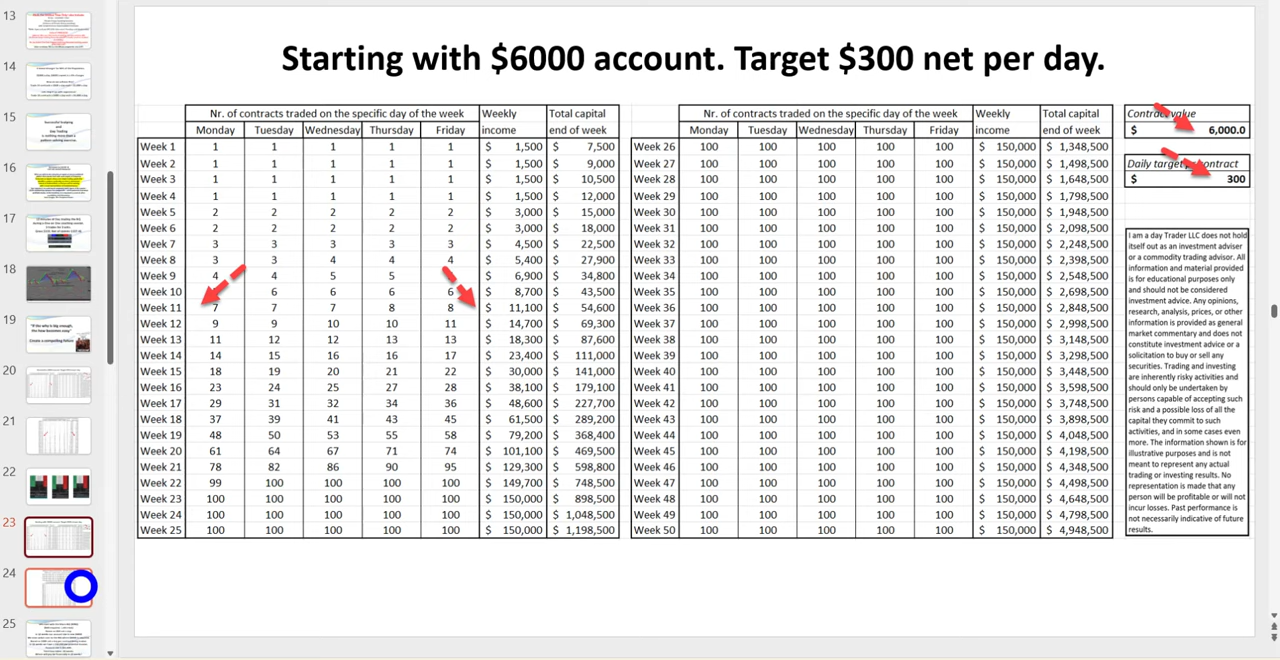 Starting with $6000 account. Target $300 net per day.
Nr. of contracts traded on the specific day of the week Weekly Total capital
Monday Tuesday Wednesday Thursday Friday income end of week
Week 1 1 1 1 1 1 $ 1,500 $ 7,500
Week 2 1 1 1 1 1 $ 1,500 $ 9,000
Week 3 1 1 1 1 1 $ 1,500 $ 10,500
Week 4 1 1 1 1 1 $ 1,500 $ 12,000
Week 5 2 2 2 2 2 $ 3,000 $ 15,000
Week 6 2 2 2 2 2 $ 3,000 $ 18,000
Week 7 3 3 3 3 3 $ 4,500 $ 22,500
Week 8 3 3 4 4 4 $ 5,400 $ 27,900
Week 9 4 4 5 5 $ 6,900 $ 34,800
Week 10 6 6 6 6 $ 8,700 $ 43,500
Week 11 7 7 7 8 8 $ 11,100 $ 54,600
Week 12 9 9 10 10 11 $ 14,700 $ 69,300
Week 13 11 12 12 13 13 $ 18,300 $ 87,600
Week 14 14 15 16 16 17 $ 23,400 $ 111,000
Week 15 18 19 20 21 22 $ 30,000 $ 141,000
Week 16 23 24 25 27 28 $ 38,100 $ 179,100
Week 17 29 31 32 34 36 $ 48,600 $ 227,700
Week 18 37 39 41 43 45 $ 61,500 $ 289,200
Week 19 48 50 53 55 58 $ 79,200 $ 368,400
Week 20 61 64 67 71 74 $ 101,100 $ 469,500
Week 21 78 82 86 90 95 $ 129,300 $ 598,800
Week 22 99 100 100 100 100 $ 149,700 $ 748,500
Week 23 100 100 100 100 100 $ 150,000 $ 898,500
Week 24 100 100 100 100 100 $ 150,000 $ 1,048,500
Week 25 100 100 100 100 100 $ 150,000 $ 1,198,500
Nr. of contracts traded on the specific day of the week Weekly Total capital
Monday Tuesday Wednesday Thursday Friday income end of week
Week 26 100 100 100 100 100 $ 150,000 $ 1,348,500
Week 27 100 100 100 100 100 $ 150,000 $ 1,498,500
Week 28 100 100 100 100 100 $ 150,000 $ 1,648,500
Week 29 100 100 100 100 100 $ 150,000 $ 1,798,500
Week 30 100 100 100 100 100 $ 150,000 $ 1,948,500
Week 31 100 100 100 100 100 $ 150,000 $ 2,098,500
Week 32 100 100 100 100 100 $ 150,000 $ 2,248,500
Week 33 100 100 100 100 100 $ 150,000 $ 2,398,500
Week 34 100 100 100 100 100 $ 150,000 $ 2,548,500
Week 35 100 100 100 100 100 $ 150,000 $ 2,698,500
Week 36 100 100 100 100 100 $ 150,000 $ 2,848,500
Week 37 100 100 100 100 100 $ 150,000 $ 2,998,500
Week 38 100 100 100 100 100 $ 150,000 $ 3,148,500
Week 39 100 100 100 100 100 $ 150,000 $ 3,298,500
Week 40 100 100 100 100 100 $ 150,000 $ 3,448,500
Week 41 100 100 100 100 100 $ 150,000 $ 3,598,500
Week 42 100 100 100 100 100 $ 150,000 $ 3,748,500
Week 43 100 100 100 100 100 $ 150,000 $ 3,898,500
Week 44 100 100 100 100 100 $ 150,000 $ 4,048,500
Week 45 100 100 100 100 100 $ 150,000 $ 4,198,500
Week 46 100 100 100 100 100 $ 150,000 $ 4,348,500
Week 47 100 100 100 100 100 $ 150,000 $ 4,498,500
Week 48 100 100 100 100 100 $ 150,000 $ 4,648,500
Week 49 100 100 100 100 100 $ 150,000 $ 4,798,500
Week 50 100 100 100 100 100 $ 150,000 $ 4,948,500
Contract value
$ 6,000.0
Daily target contract
$ 300
I am a day Trader LLC does not hold
itself out as an investment adviser
or a commodity trading advisor. All
information and material provided
is for educational purposes only
and should not be considered
investment advice. Any opinions,
research, analysis, prices, or other
information is provided as general
market commentary and does not
constitute investment advice or a
solicitation to buy or sell any
securities. Trading and investing
are inherently risky activities and
should only be undertaken by
persons capable of accepting such
risk and a possible loss of all the
capital they commit to such
activities, and in some cases even
more. The information shown is for
illustrative purposes and is not
meant to represent any actual
trading or investing results. No
representation is made that any
person will be profitable or will not
incur losses. Past performance is
not necessarily indicative of future
results.
13
14
15
16
17
18
19
20
21
22
23
24
25